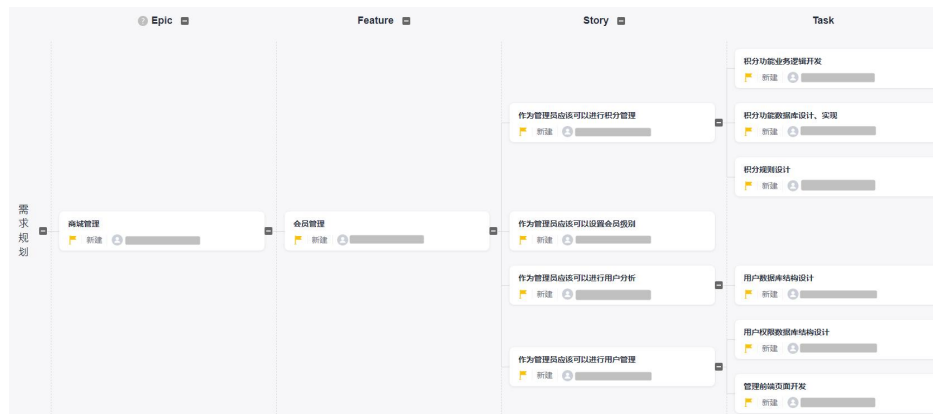 ? Epic
Feature
Story
Task
需求规划
商城管理
新建
会员管理
新建
作为管理员应该可以进行积分管理
新建
积分功能业务逻辑开发
新建
积分功能数据库设计、实现
新建
积分规则设计
新建
作为管理员应该可以设置会员级别
新建
作为管理员应该可以进行用户分析
新建
用户数据库结构设计
新建
作为管理员应该可以进行用户管理
新建
用户权限数据库结构设计
新建
管理前端页面开发
新建